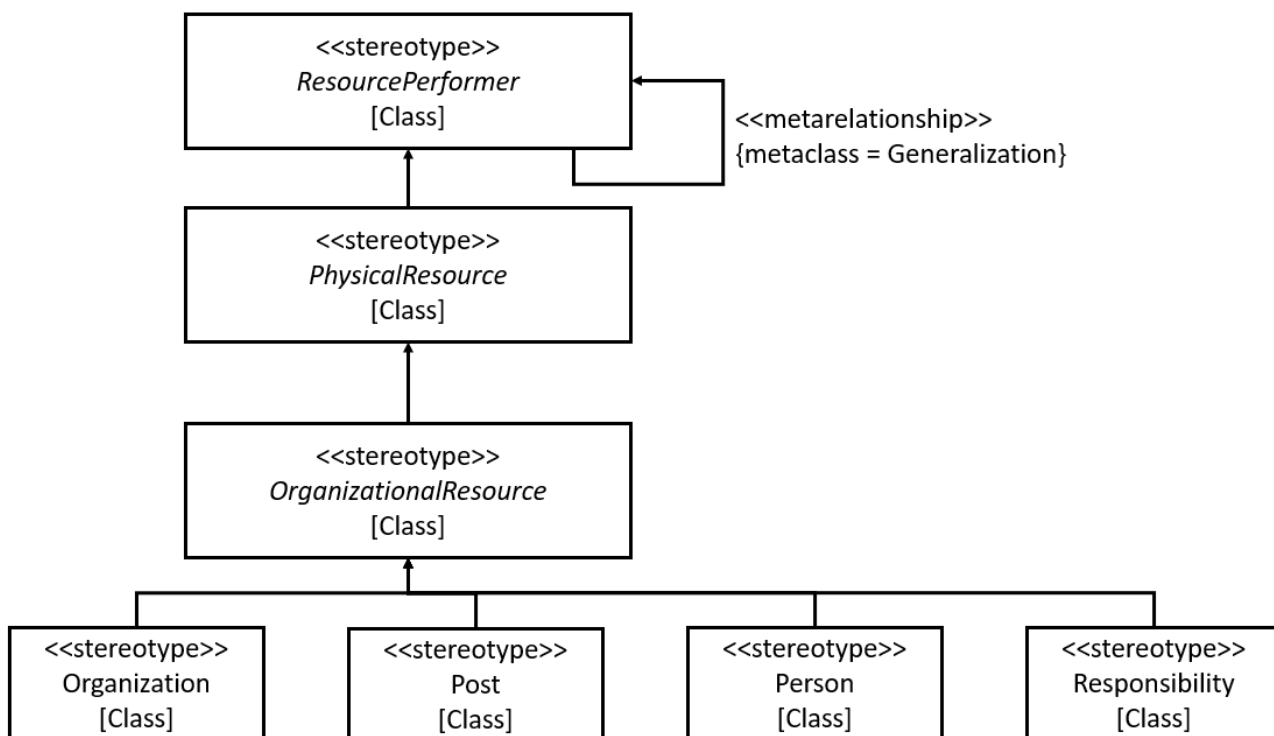 <<stereotype>>
ResourcePerformer
[Class]
<<metarelationship>>
{metaclass = Generalization}
<<stereotype>>
PhysicalResource
[Class]
<<stereotype>>
OrganizationalResource
[Class]
<<stereotype>>
Organization
[Class]
<<stereotype>>
Post
[Class]
<<stereotype>>
Person
[Class]
<<stereotype>>
Responsibility
[Class]